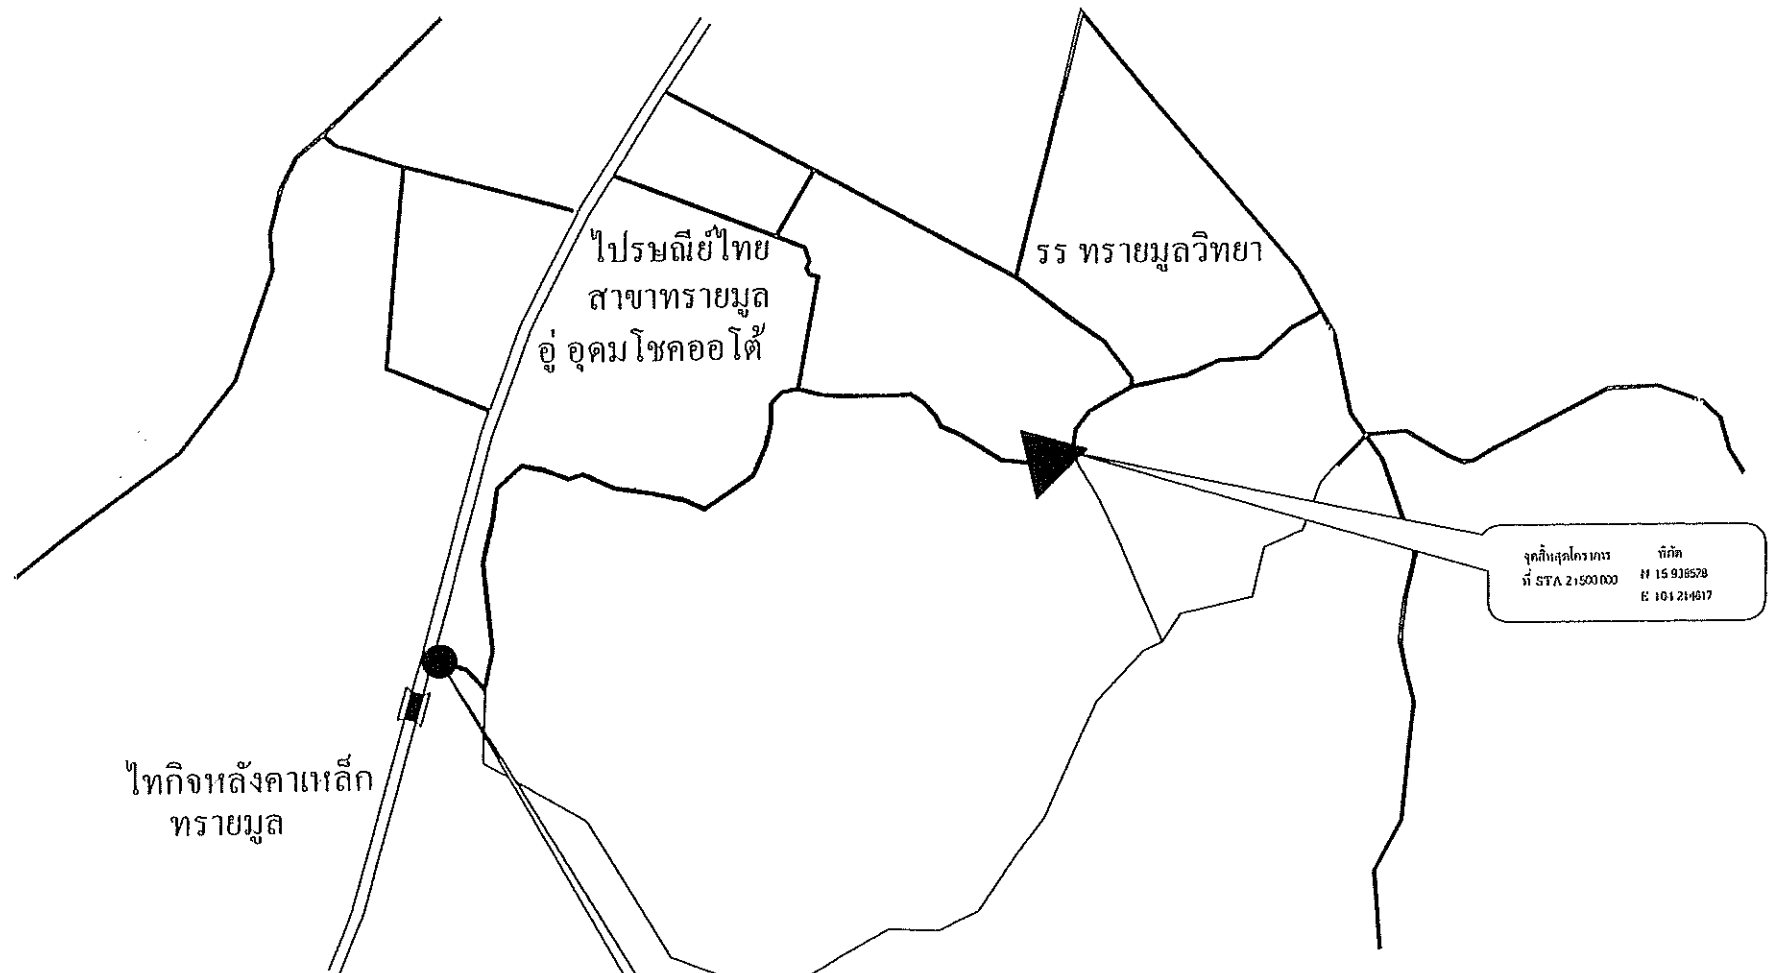 ไปรษณีย์ไทย
สาขาทรายมูล
อู่ อุดมโชคออโต้
รร ทรายมูลวิทยา
จุดสิ้นสุดโครงการ
ที่ STA 2+500.000
พิกัด
N 15.938578
E 104.214617
ไทกิจหลังคาเหล็ก
ทรายมูล